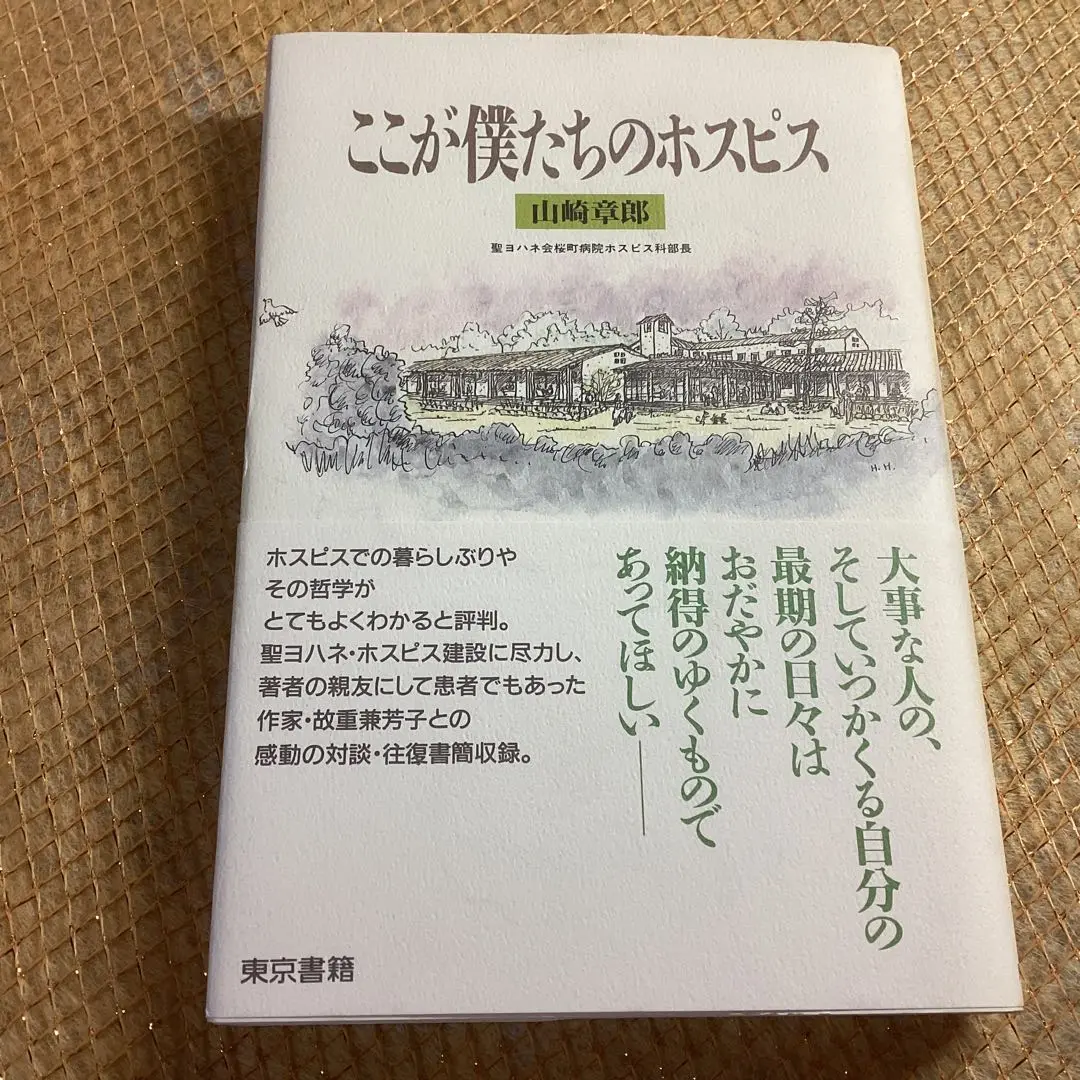 ここが僕たちのホスピス
山崎章郎
聖ヨハネ会桜町病院ホスピス科部長
H.H.
大事な人の、
そしていつかくる自分の
最期の日々は
おだやかに
納得のゆくもので
あってほしい——
ホスピスでの暮らしぶりや
その哲学が
とてもよくわかると評判。
聖ヨハネ・ホスピス建設に尽力し、
著者の親友にして患者でもあった
作家・故重兼芳子との
感動の対談・往復書簡収録。
東京書籍